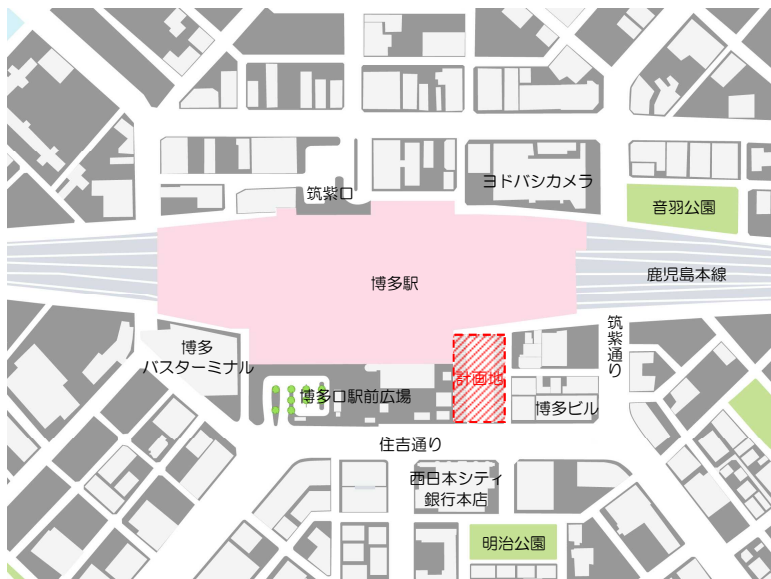 ヨドバシカメラ
筑紫口
音羽公園
鹿児島本線
博多駅
筑紫通り
博多
バスターミナル
計画地
博多口駅前広場
博多ビル
住吉通り
西日本シティ
銀行本店
明治公園